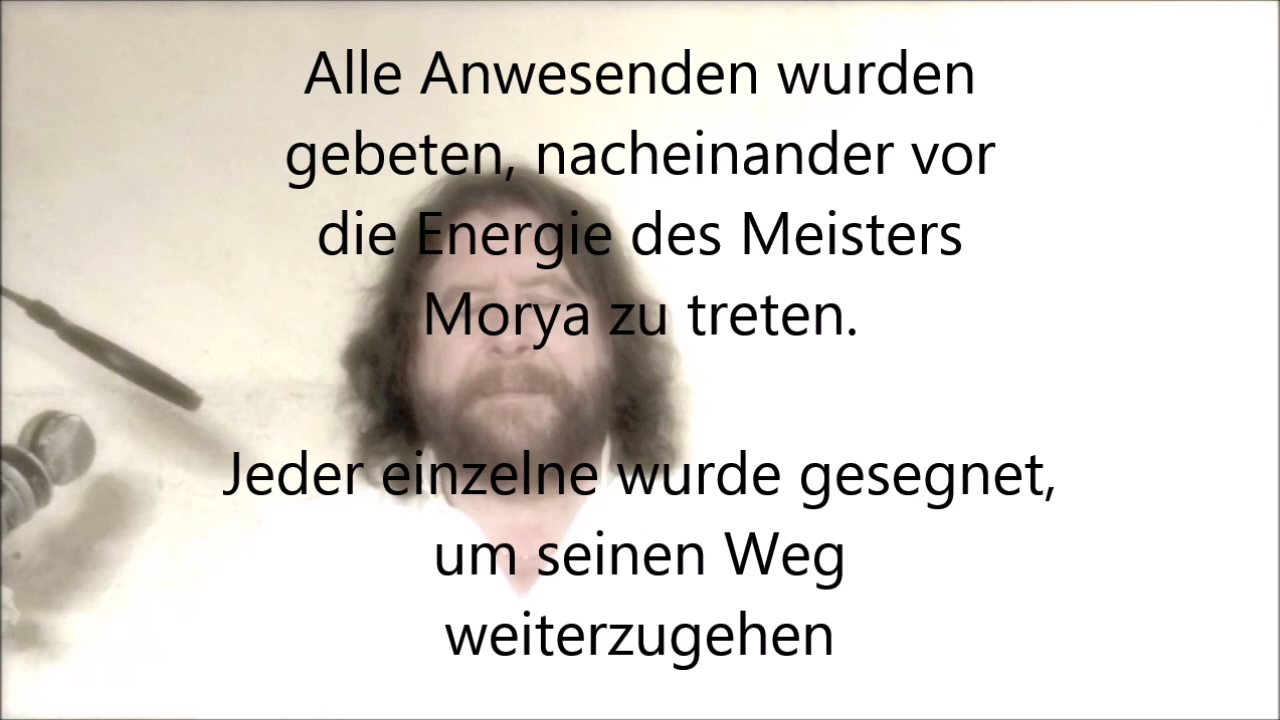 Alle Anwesenden wurden
gebeten, nacheinander vor
die Energie des Meisters
Morya zu treten.
Jeder einzelne wurde gesegnet,
um seinen Weg
weiterzugehen